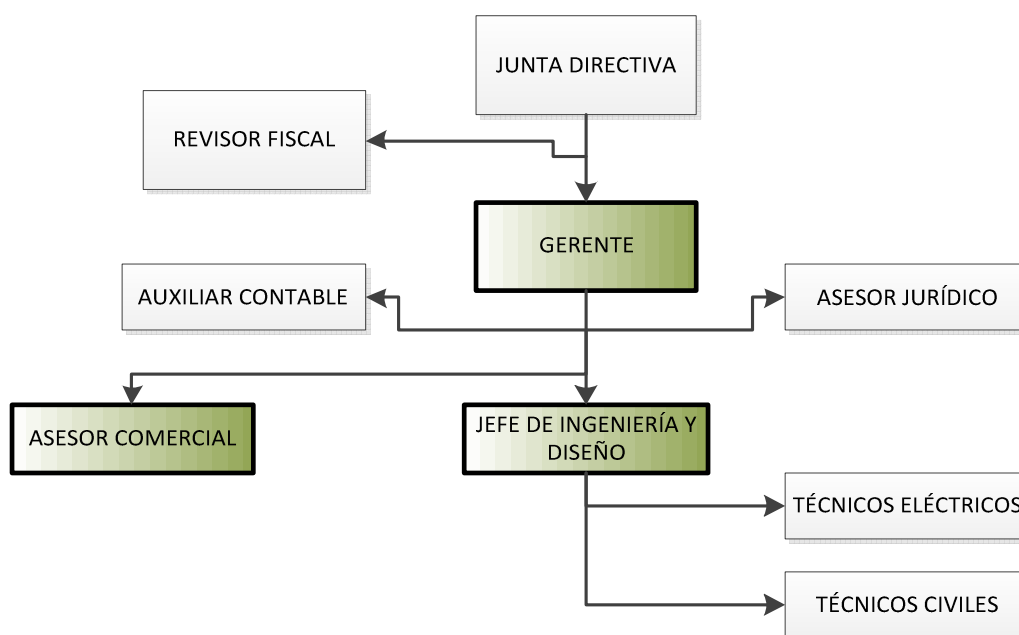 JUNTA DIRECTIVA
REVISOR FISCAL
GERENTE
AUXILIAR CONTABLE
ASESOR JURÍDICO
ASESOR COMERCIAL
JEFE DE INGENIERÍA Y
DISEÑO
TÉCNICOS ELÉCTRICOS
TÉCNICOS CIVILES